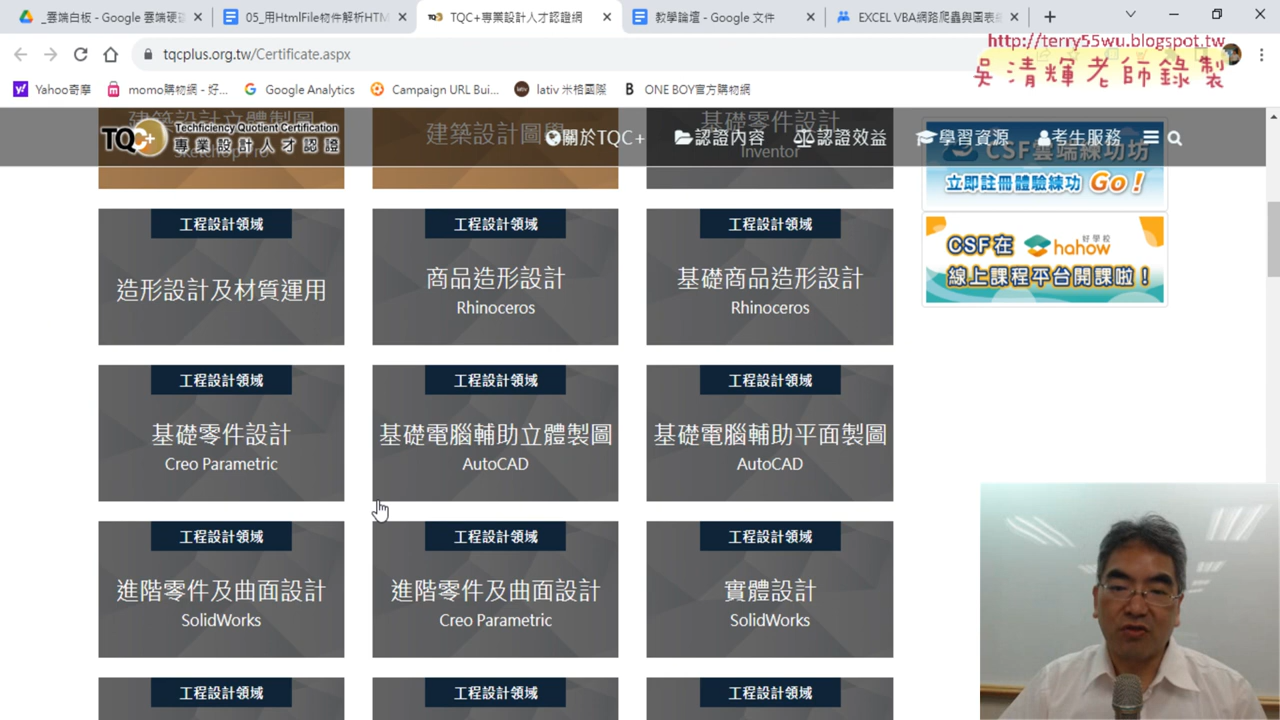 _雲端白板 - Google 雲端硬碟
05_用HtmlFile物件解析HTM
TQC+專業設計人才認證網
教學論壇 - Google 文件
EXCEL VBA網路爬蟲與圖表
http://terry55wu.blogspot.tw
tqcplus.org.tw/Certificate.aspx
吳清輝老師錄製
Yahoo奇摩
momo購物網 - 好...
Google Analytics
Campaign URL Bui...
lativ 米格國際
ONE BOY官方購物網
TQC+
Techficiency Quotient Certification
專業設計人才認證
關於TQC+
認證內容
認證效益
學習資源
考生服務
建築設計立體製圖
SketchUp Pro
建築設計圖學
基礎零件設計
Inventor
CSF雲端練功坊
立即註冊體驗練功 Go!
工程設計領域
造形設計及材質運用
工程設計領域
商品造形設計
Rhinoceros
工程設計領域
基礎商品造形設計
Rhinoceros
CSF在 好學校 hahow
線上課程平台開課啦!
工程設計領域
基礎零件設計
Creo Parametric
工程設計領域
基礎電腦輔助立體製圖
AutoCAD
工程設計領域
基礎電腦輔助平面製圖
AutoCAD
工程設計領域
進階零件及曲面設計
SolidWorks
工程設計領域
進階零件及曲面設計
Creo Parametric
工程設計領域
實體設計
SolidWorks
工程設計領域
工程設計領域
工程設計領域